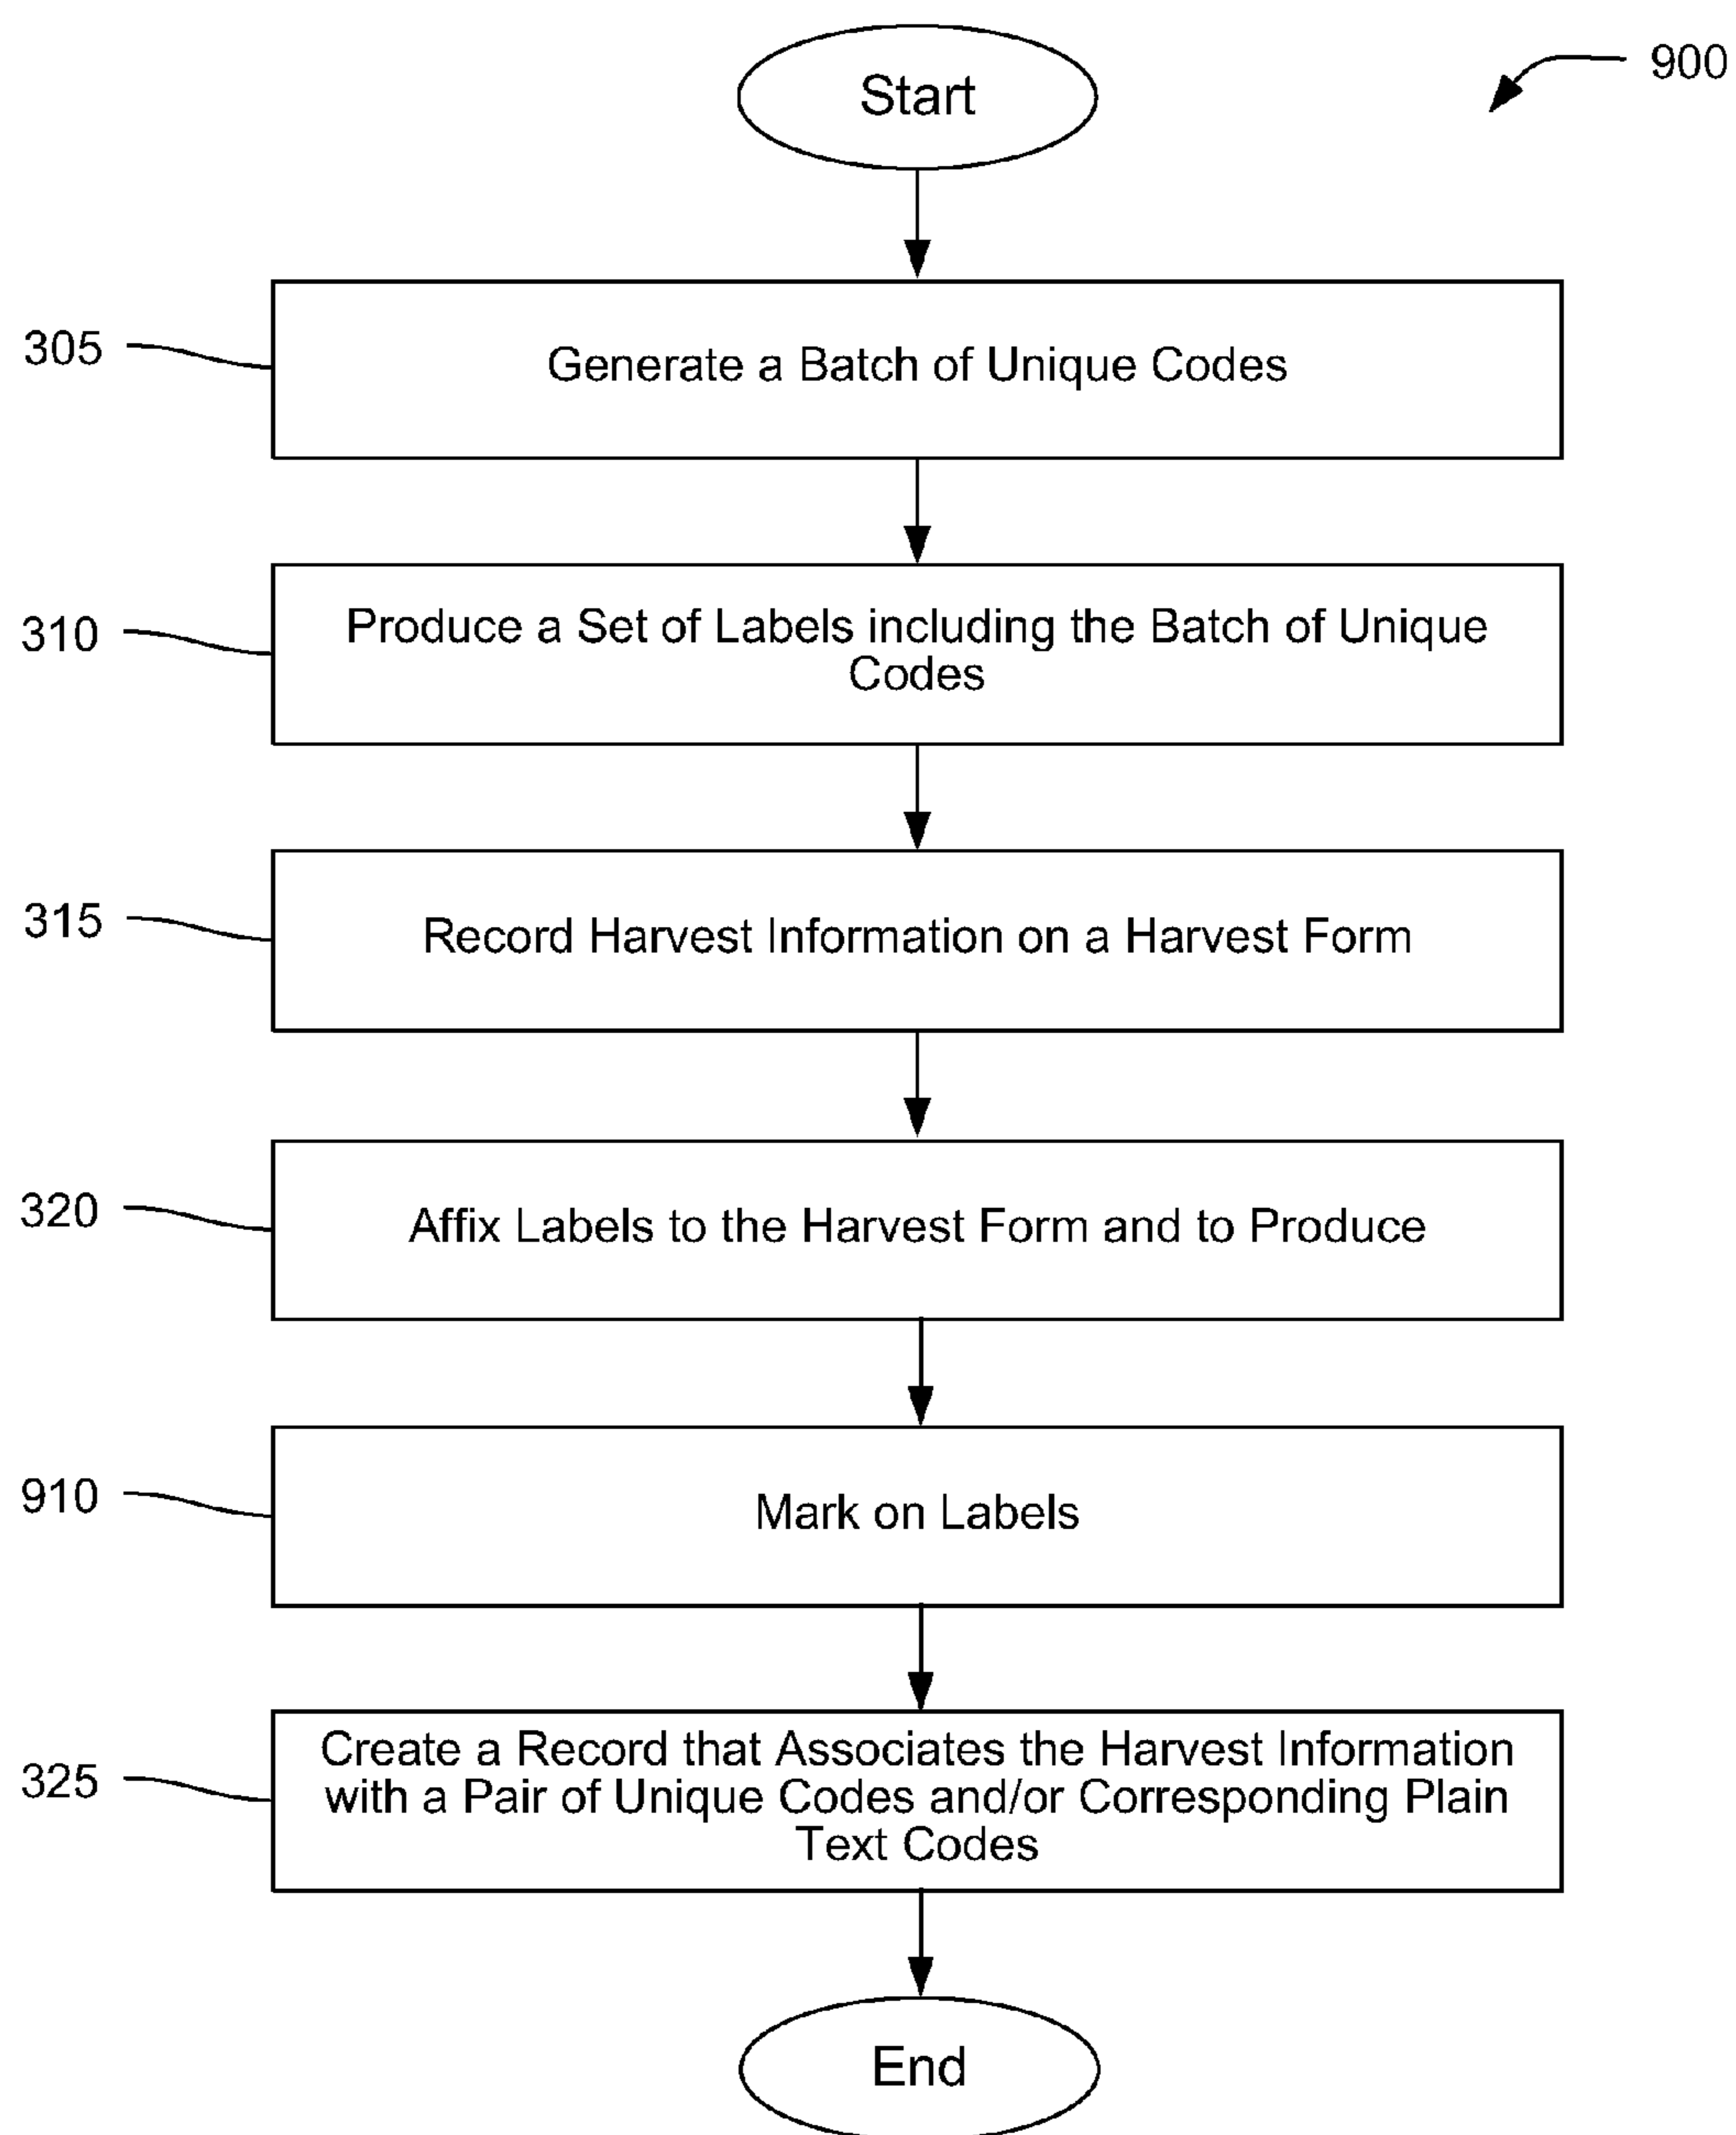 Start
900
305
Generate a Batch of Unique Codes
310
Produce a Set of Labels including the Batch of Unique
Codes
315
Record Harvest Information on a Harvest Form
320
Affix Labels to the Harvest Form and to Produce
910
Mark on Labels
325
Create a Record that Associates the Harvest Information
with a Pair of Unique Codes and/or Corresponding Plain
Text Codes
End